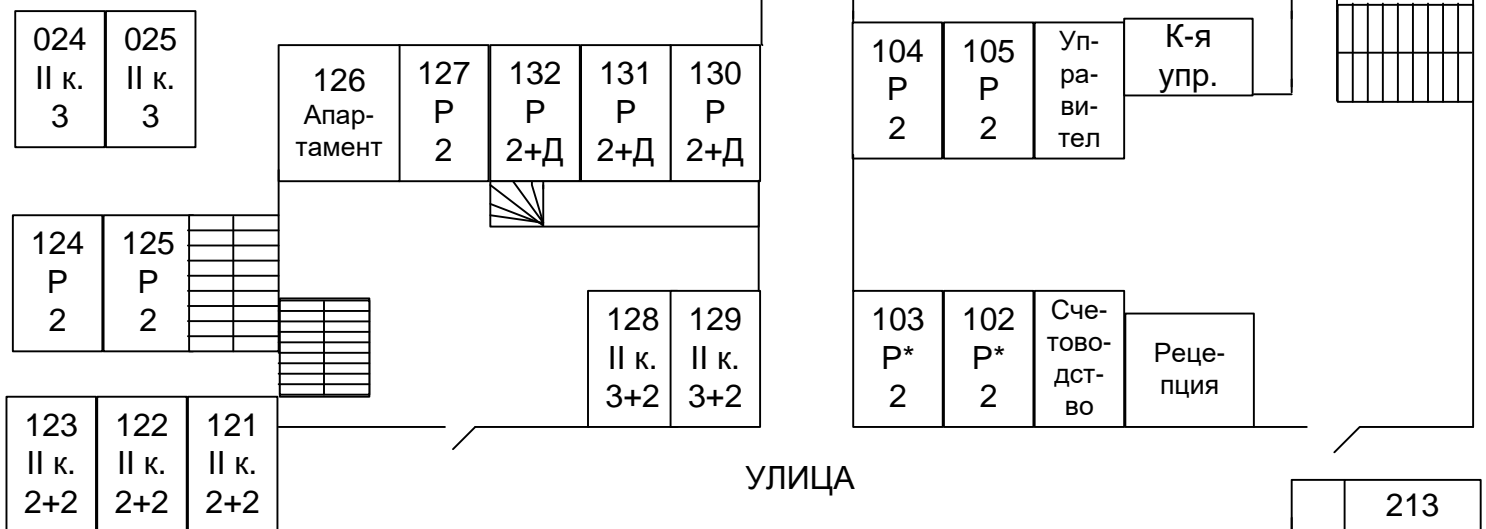 024
II к.
3
025
II к.
3
126
Апар-
тамент
127
Р
2
132
Р
2+Д
131
Р
2+Д
130
Р
2+Д
104
Р
2
105
Р
2
Уп-
ра-
ви-
тел
К-я
упр.
124
Р
2
125
Р
2
128
II к.
3+2
129
II к.
3+2
103
Р*
2
102
Р*
2
Сче-
тово-
дст-
во
Реце-
пция
123
II к.
2+2
122
II к.
2+2
121
II к.
2+2
УЛИЦА
213